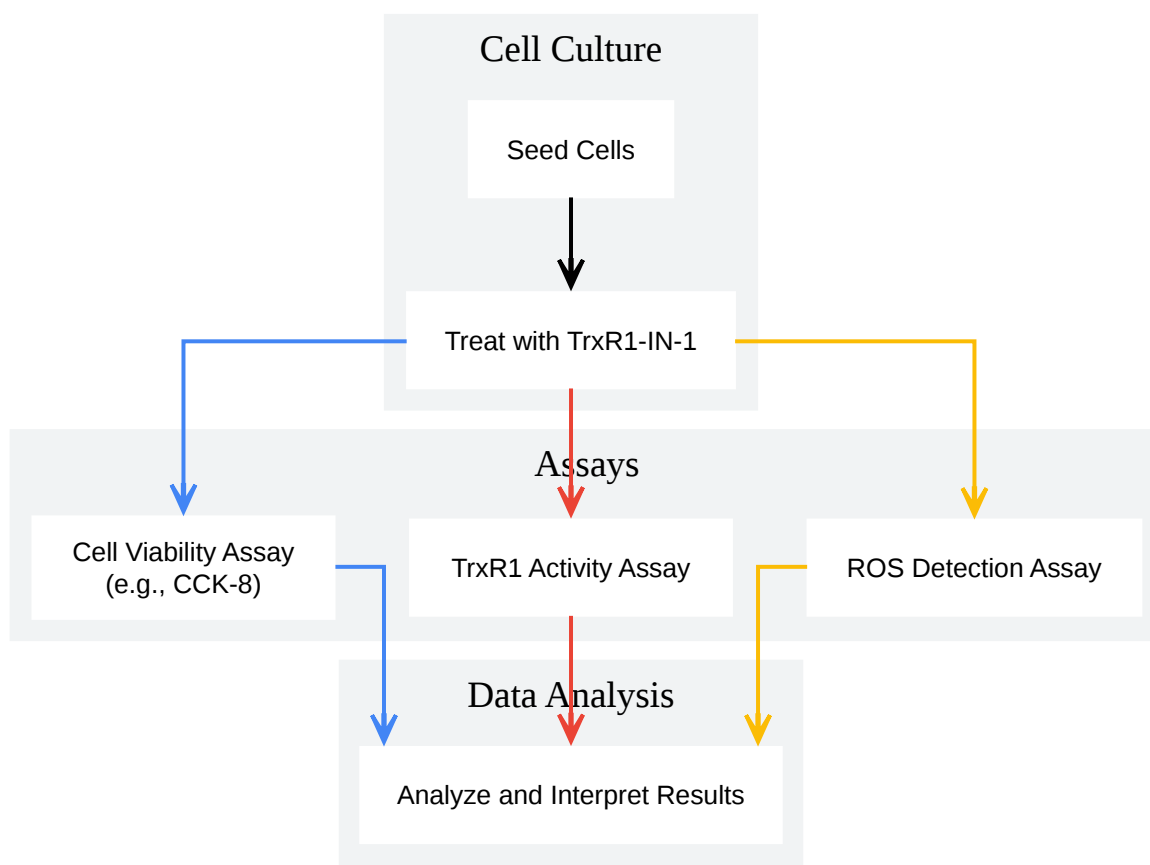 Cell Culture
Seed Cells
Treat with TrxR1-IN-1
Assays
Cell Viability Assay
(e.g., CCK-8)
TrxR1 Activity Assay
ROS Detection Assay
Data Analysis
Analyze and Interpret Results